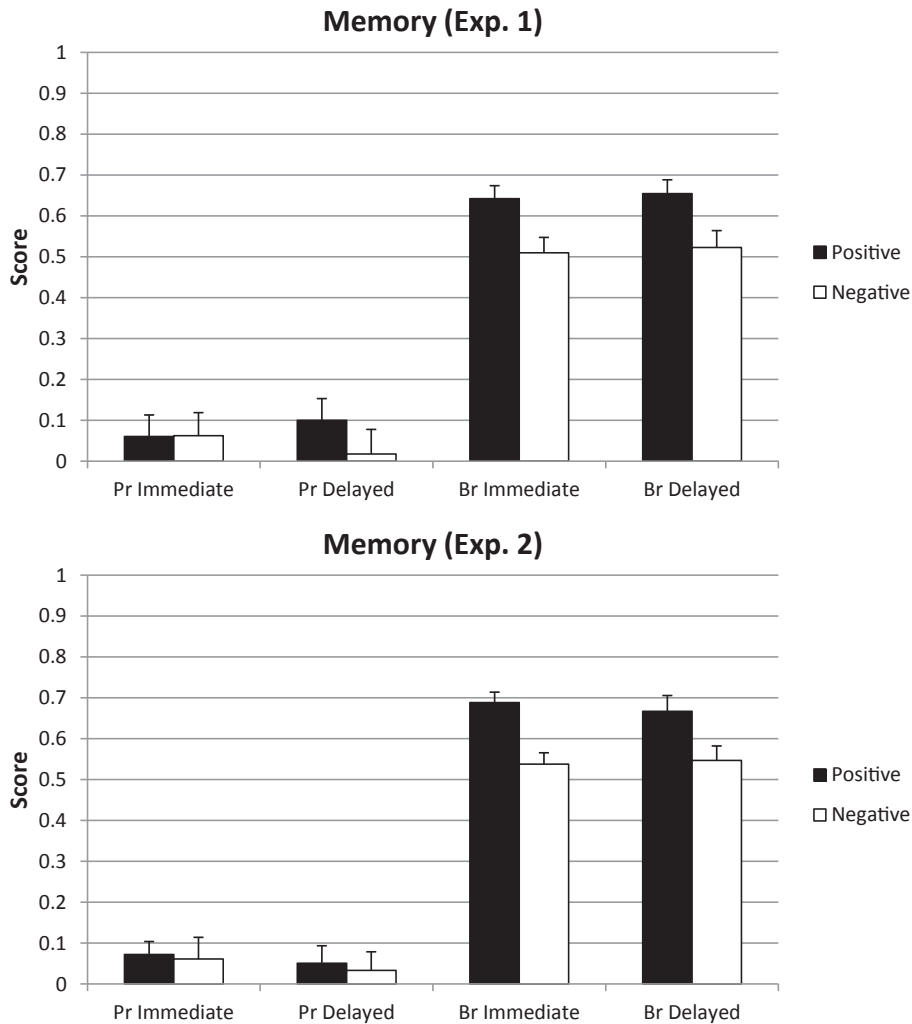 Memory (Exp. 1)
1
0.9
0.8
0.7
0.6
0.5
0.4
0.3
0.2
0.1
0
Score
Pr Immediate
Pr Delayed
Br Immediate
Br Delayed
Positive
Negative
Memory (Exp. 2)
1
0.9
0.8
0.7
0.6
0.5
0.4
0.3
0.2
0.1
0
Score
Pr Immediate
Pr Delayed
Br Immediate
Br Delayed
Positive
Negative